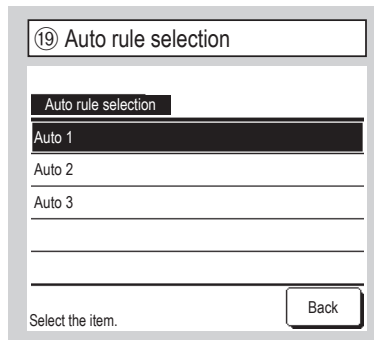 ⑲ Auto rule selection
Auto rule selection
Auto 1
Auto 2
Auto 3
Back
Select the item.